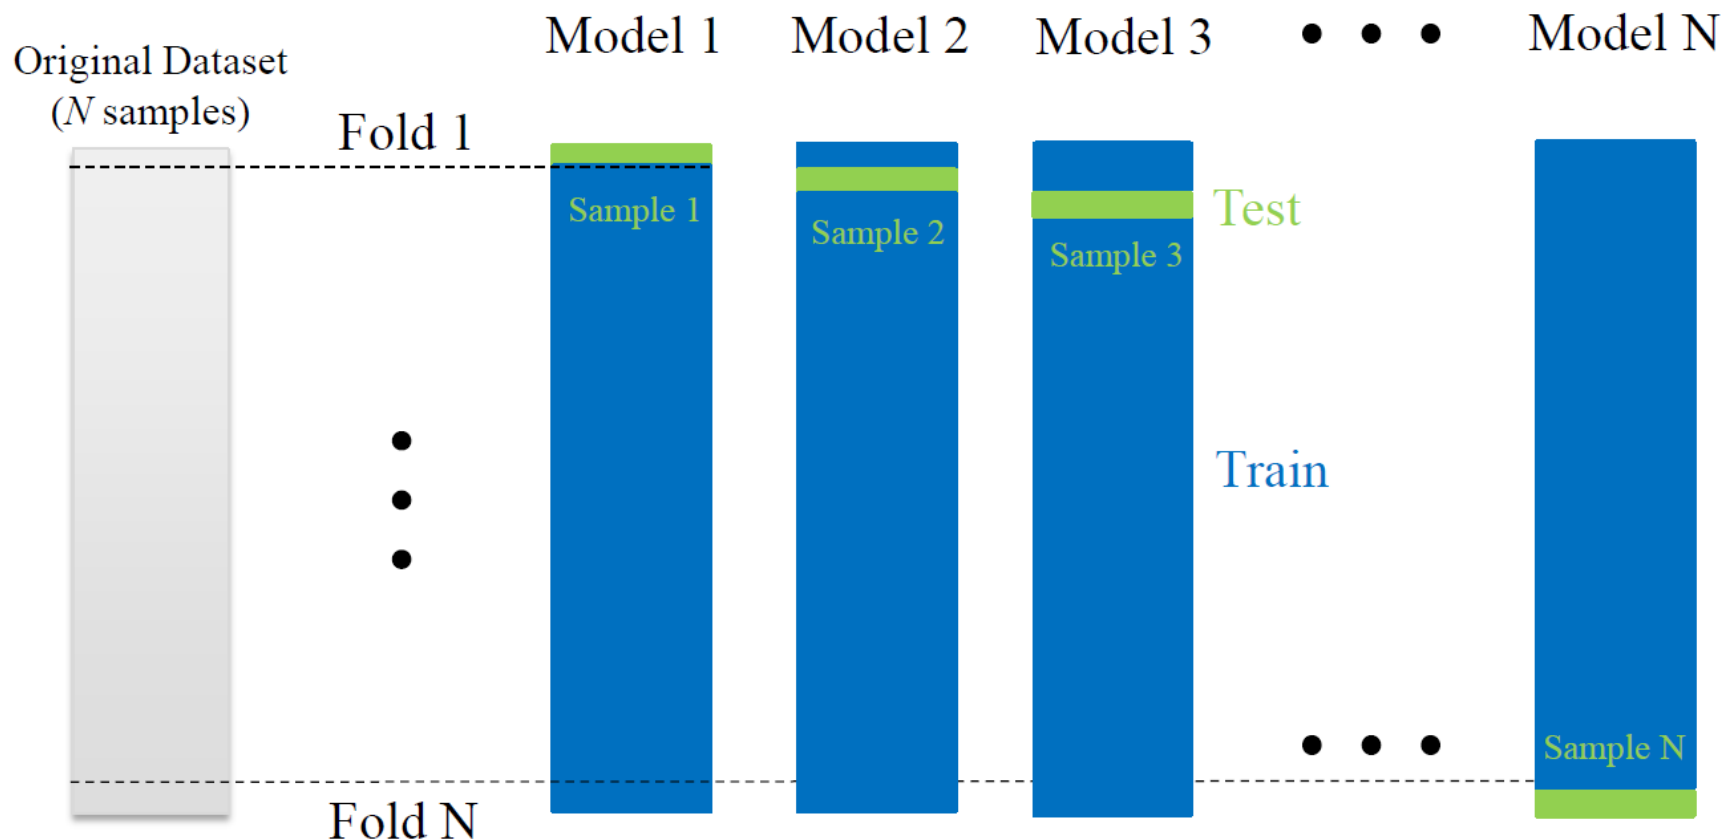 Model 1
Model 2
Model 3
Model N
Original Dataset
(N samples)
Fold 1
Sample 1
Sample 2
Sample 3
Test
Train
Sample N
Fold N